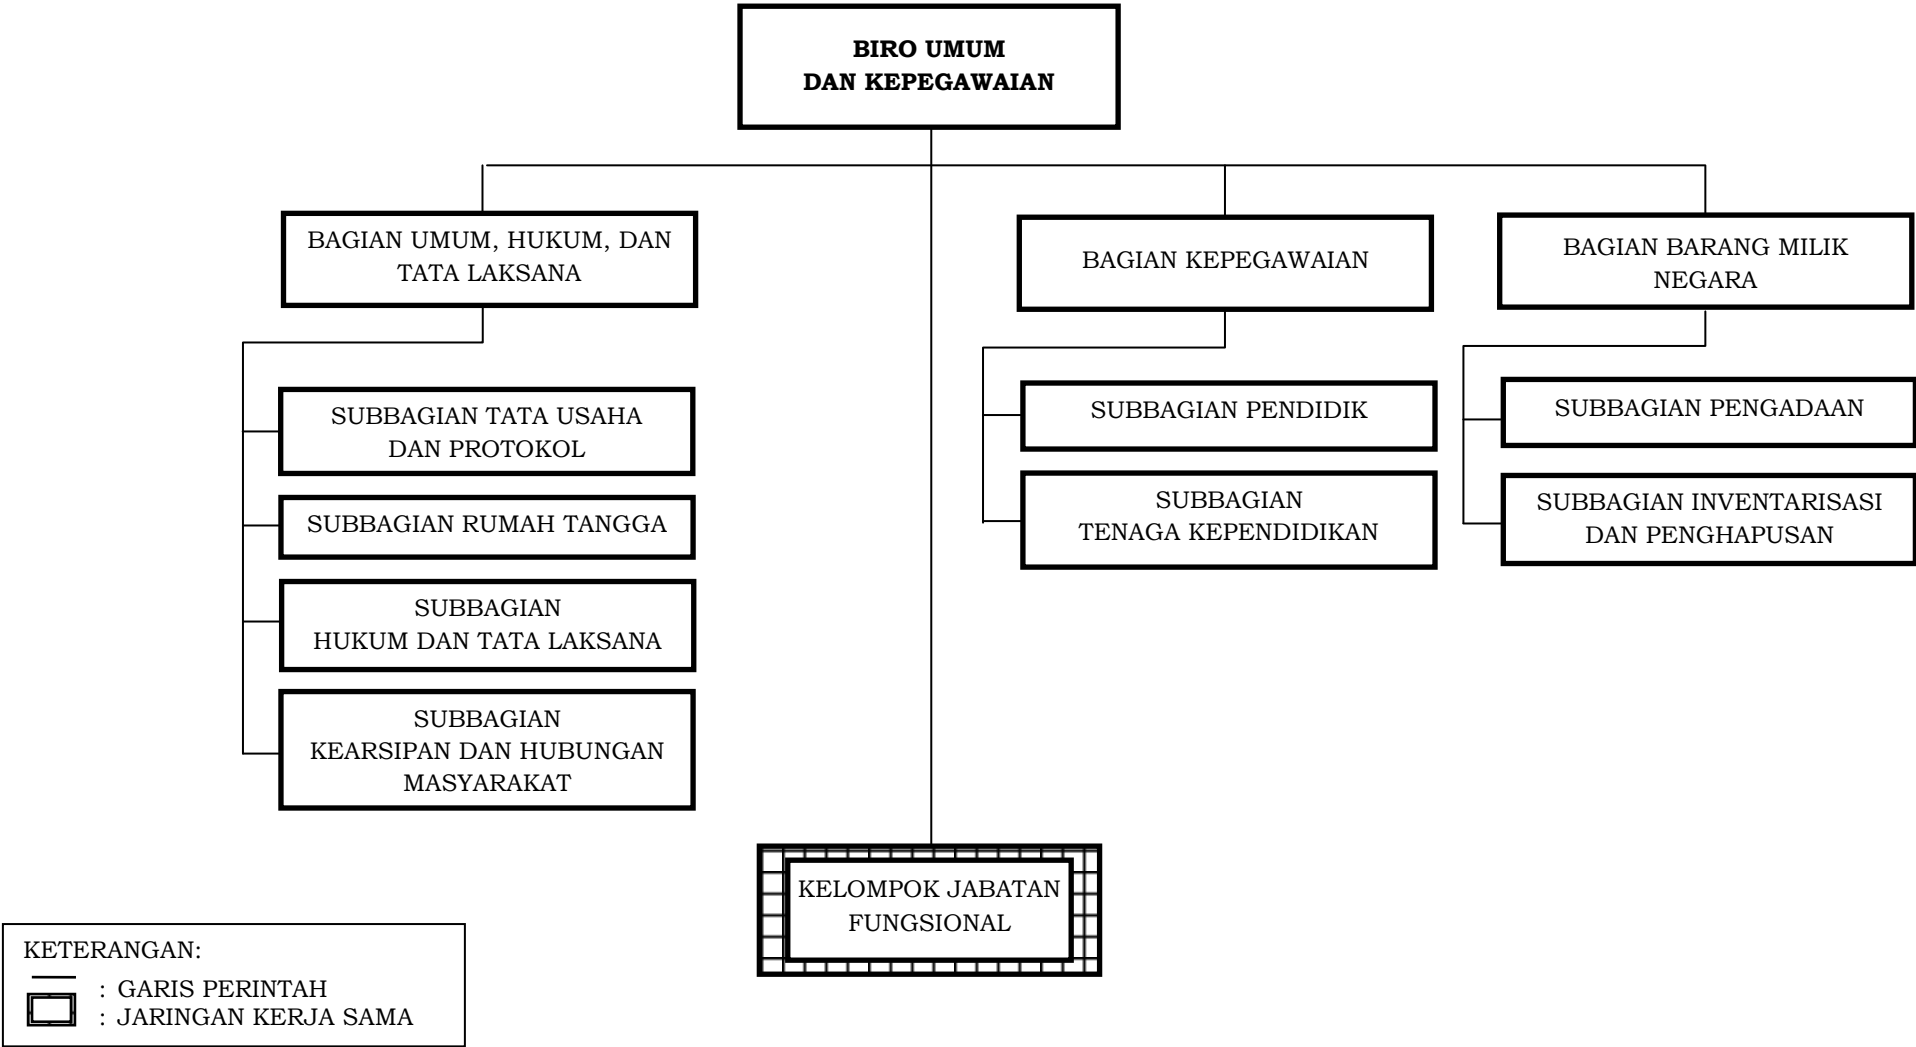 BIRO UMUM
DAN KEPEGAWAIAN
BAGIAN UMUM, HUKUM, DAN
TATA LAKSANA
BAGIAN KEPEGAWAIAN
BAGIAN BARANG MILIK
NEGARA
SUBBAGIAN TATA USAHA
DAN PROTOKOL
SUBBAGIAN RUMAH TANGGA
SUBBAGIAN
HUKUM DAN TATA LAKSANA
SUBBAGIAN
KEARSIPAN DAN HUBUNGAN
MASYARAKAT
SUBBAGIAN PENDIDIK
SUBBAGIAN
TENAGA KEPENDIDIKAN
SUBBAGIAN PENGADAAN
SUBBAGIAN INVENTARISASI
DAN PENGHAPUSAN
KELOMPOK JABATAN
FUNGSIONAL
KETERANGAN:
: GARIS PERINTAH
: JARINGAN KERJA SAMA